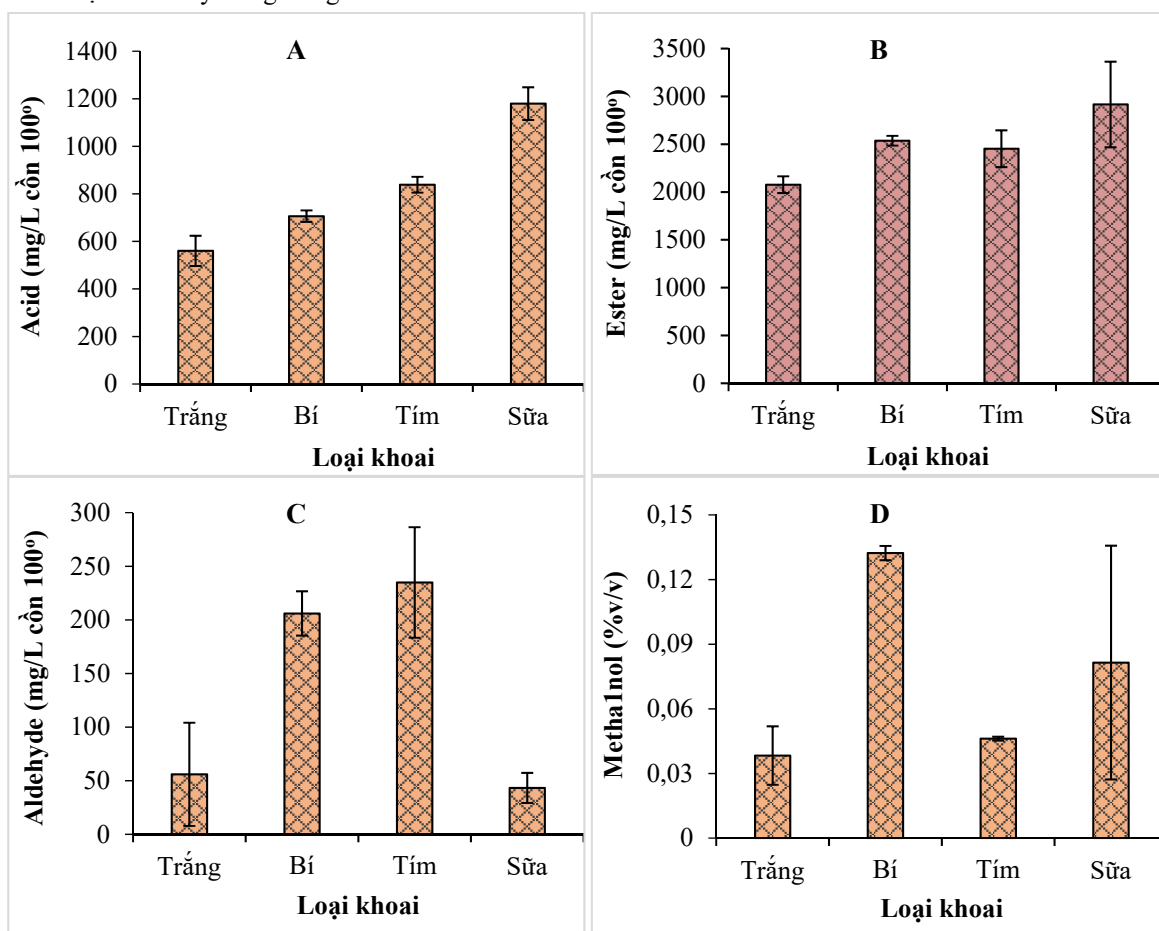 A
Acid (mg/L cồn 100º)
1400
1200
1000
800
600
400
200
0
Trắng Bí Tím Sữa
Loại khoai
B
Ester (mg/L cồn 100º)
3500
3000
2500
2000
1500
1000
500
0
Trắng Bí Tím Sữa
Loại khoai
C
Aldehyde (mg/L cồn 100º)
300
250
200
150
100
50
0
Trắng Bí Tím Sữa
Loại khoai
D
Metha1nol (%v/v)
0,15
0,12
0,09
0,06
0,03
0
Trắng Bí Tím Sữa
Loại khoai